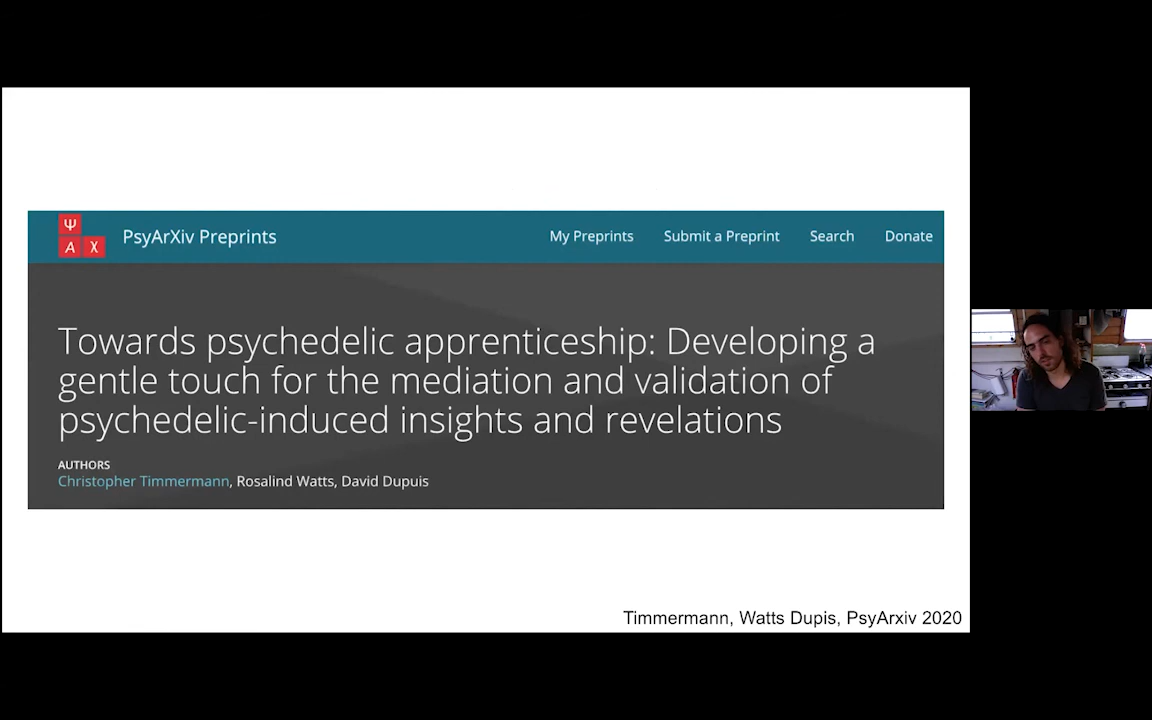 Ψ
A X
PsyArXiv Preprints
My Preprints Submit a Preprint Search Donate
Towards psychedelic apprenticeship: Developing a
gentle touch for the mediation and validation of
psychedelic-induced insights and revelations
AUTHORS
Christopher Timmermann, Rosalind Watts, David Dupuis
Timmermann, Watts Dupis, PsyArxiv 2020